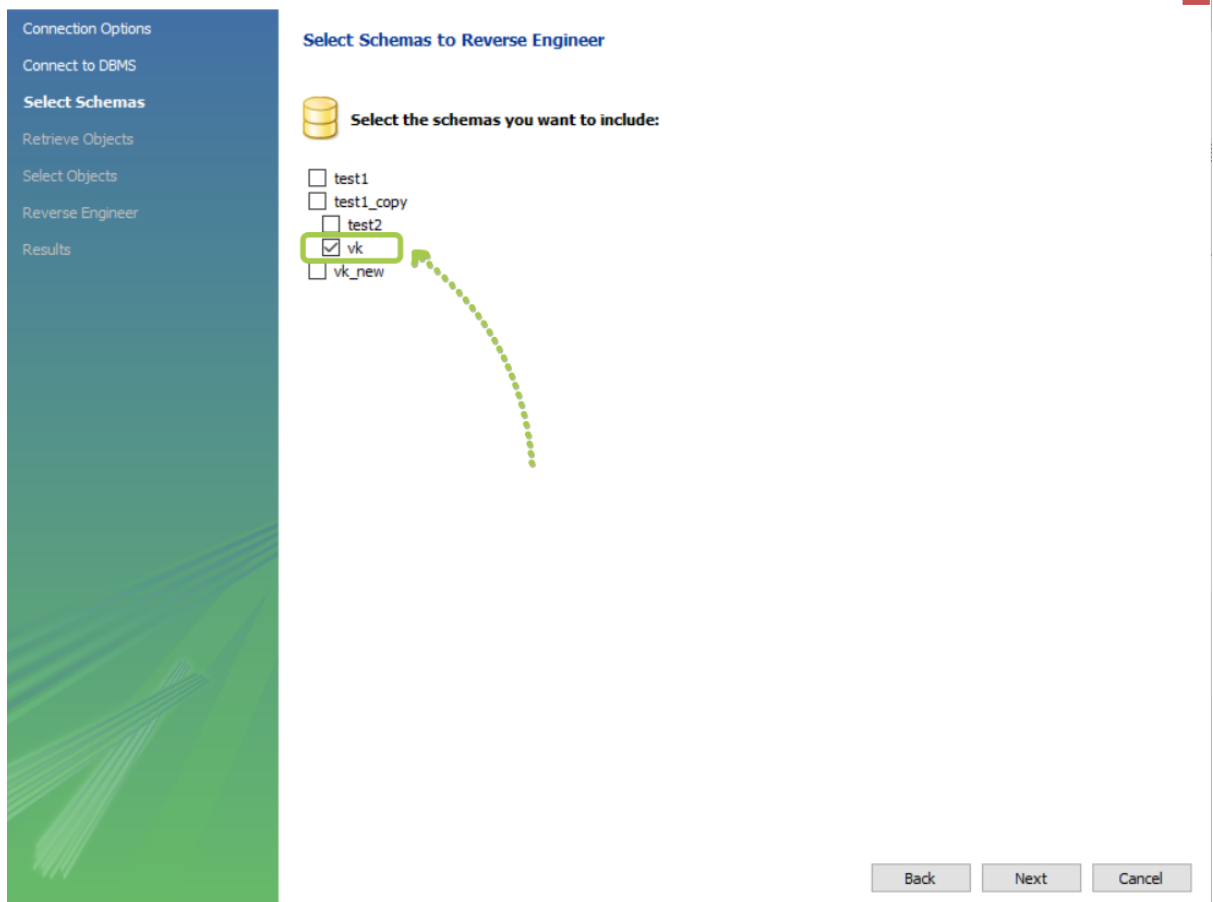 Connection Options
Connect to DBMS
Select Schemas
Retrieve Objects
Select Objects
Reverse Engineer
Results
Select Schemas to Reverse Engineer
Select the schemas you want to include:
test1
test1_copy
test2
vk
vk_new
Back
Next
Cancel